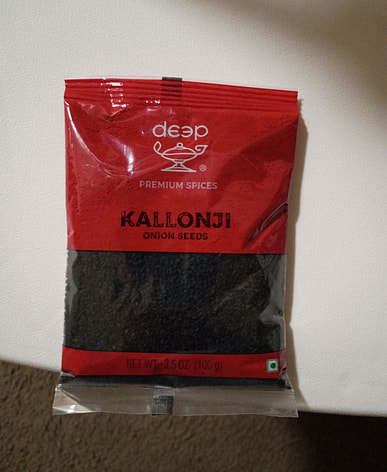 deep
®
PREMIUM SPICES
KALLONJI
ONION SEEDS
NET WT. 3.5 OZ (100 g)